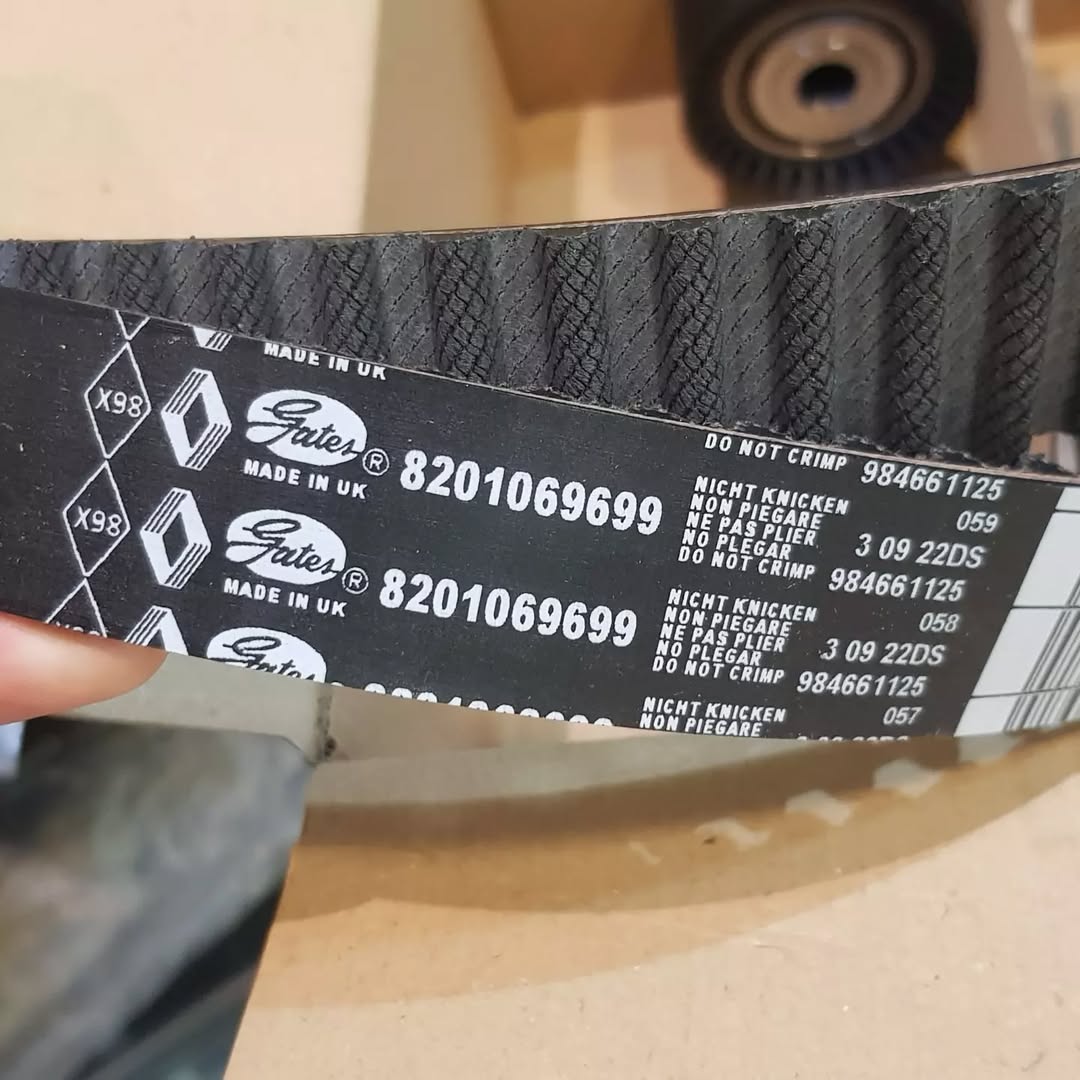 MADE IN UK
X98
Gates®
MADE IN UK
8201069699
DO NOT CRIMP 984661125
NICHT KNICKEN 059
NON PIEGARE
NE PAS PLIER 3 09 22DS
NO PLEGAR
DO NOT CRIMP 984661125
X98
Gates®
MADE IN UK
8201069699
NICHT KNICKEN 058
NON PIEGARE
NE PAS PLIER 3 09 22DS
NO PLEGAR
DO NOT CRIMP 984661125
Gates
NICHT KNICKEN 057
NON PIEGARE